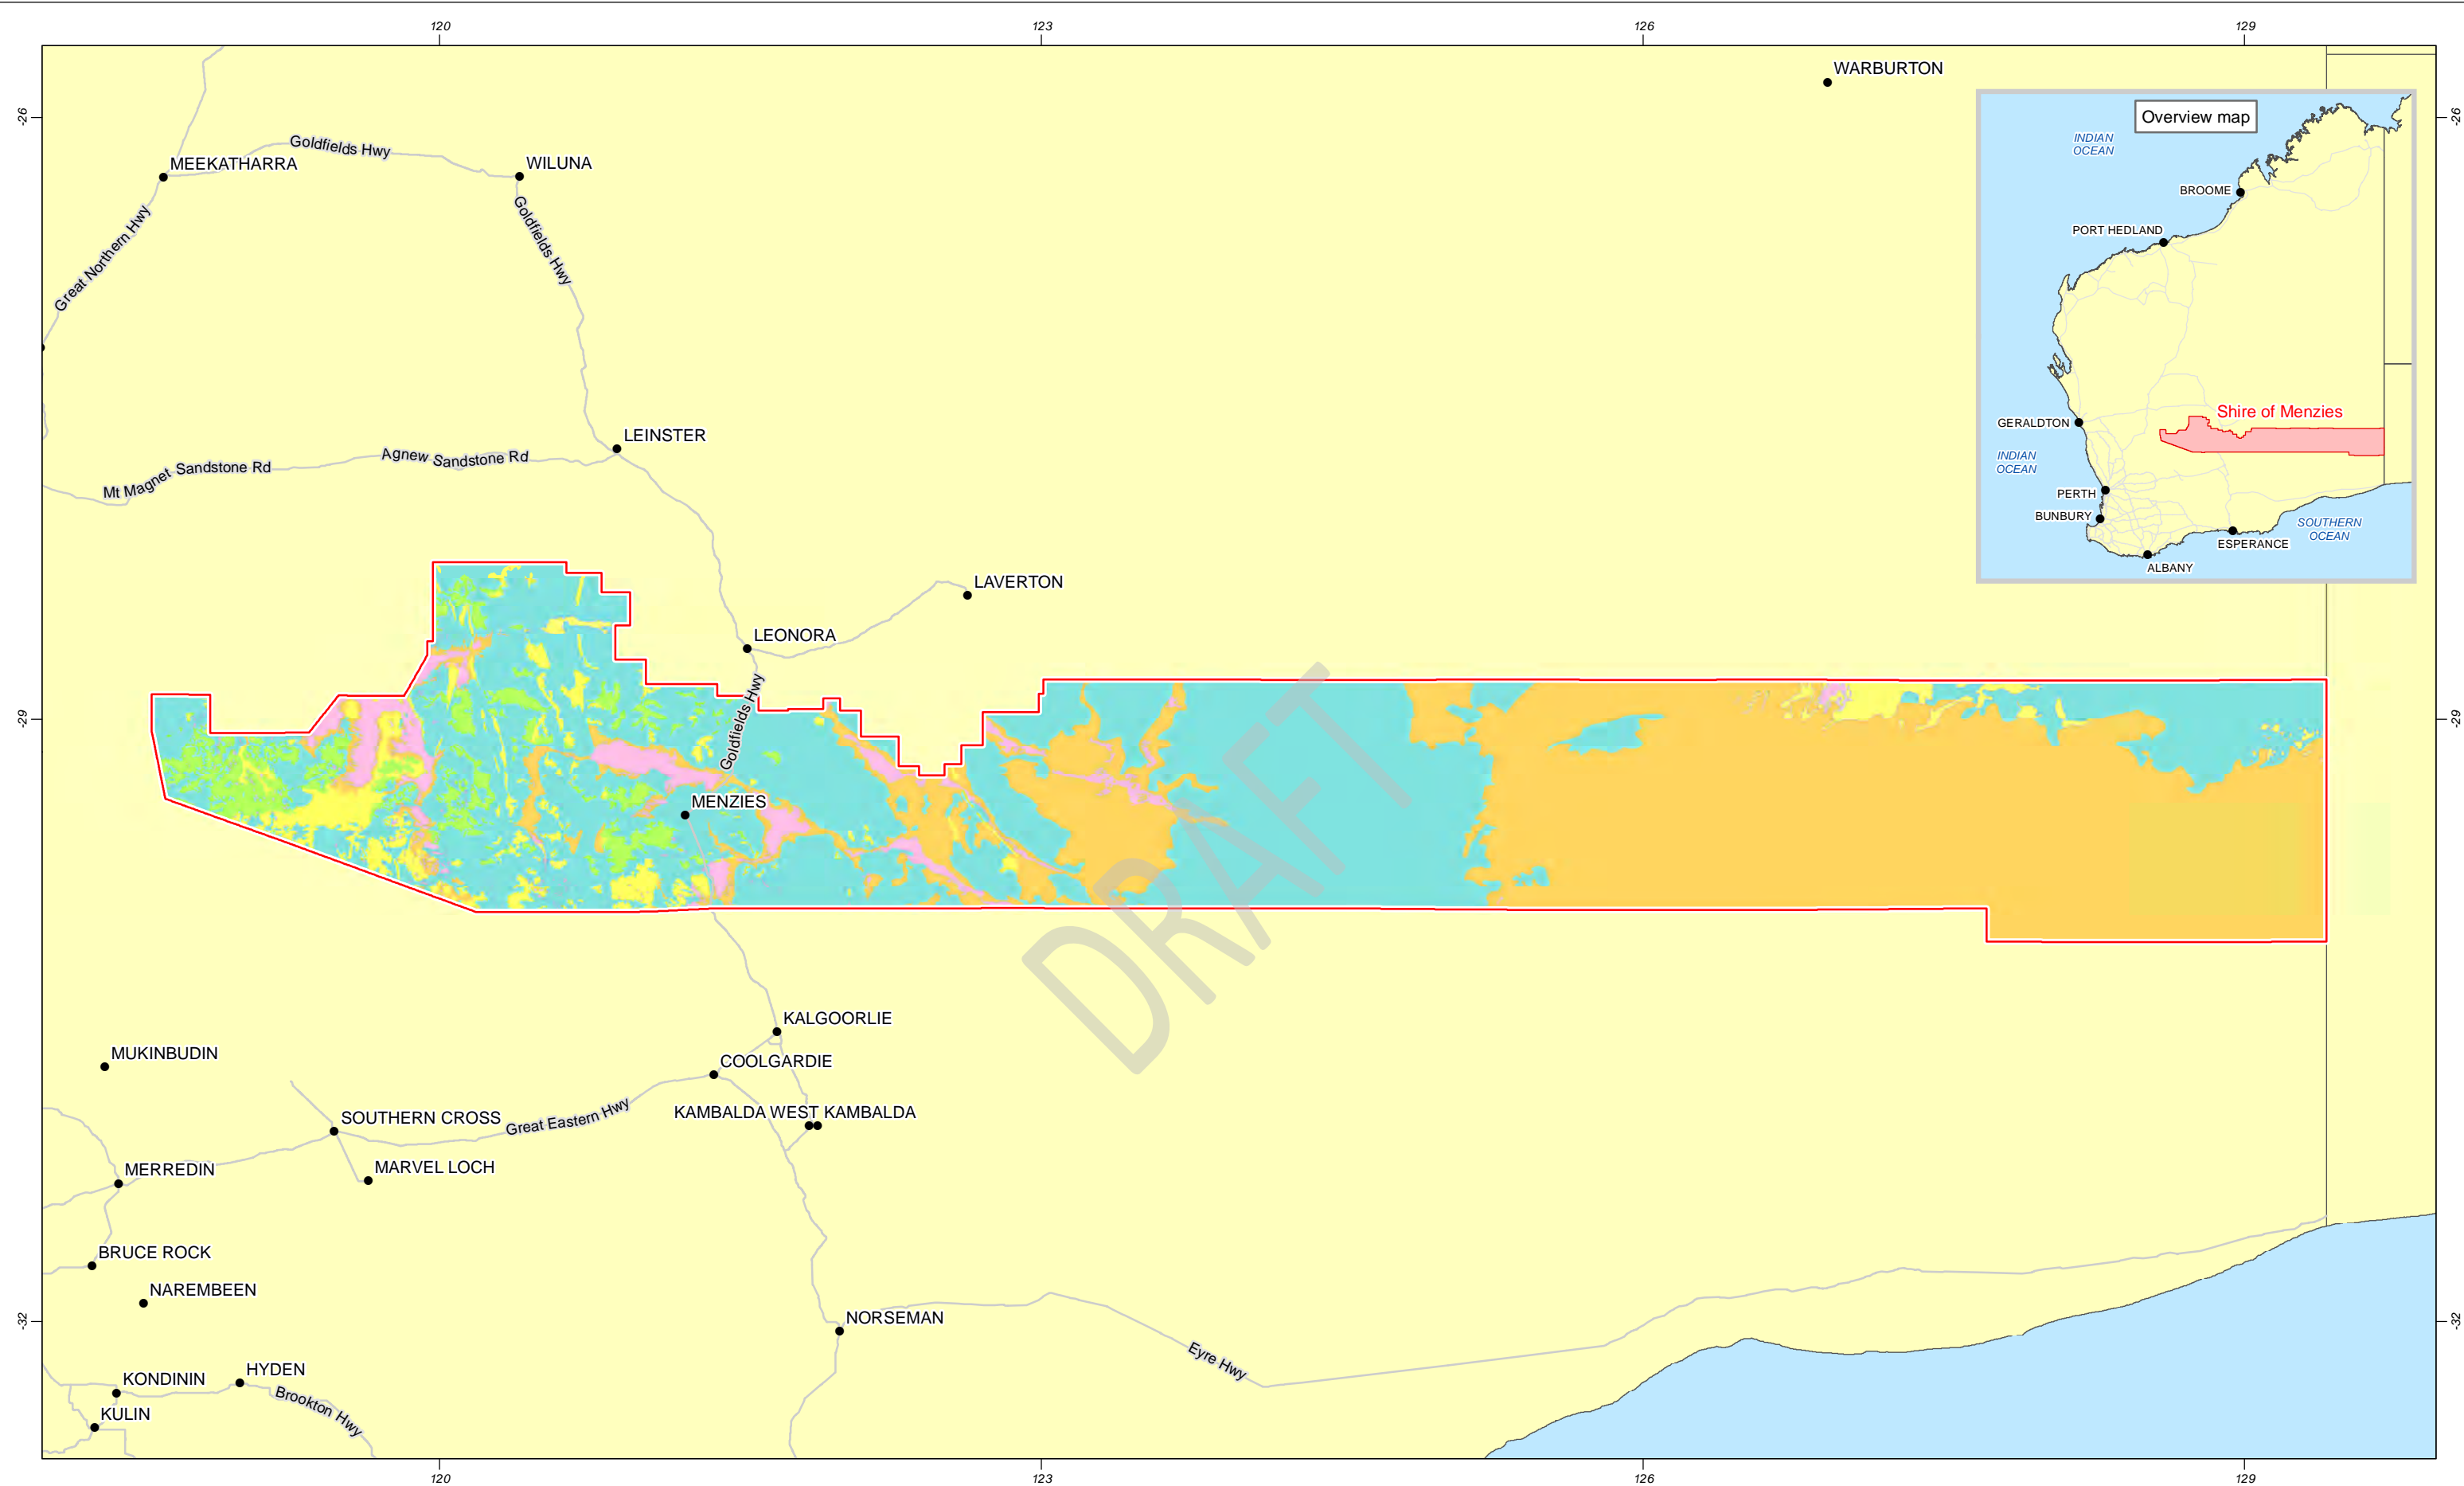 120
123
126
129
-26
-26
WARBURTON
Overview map
INDIAN
OCEAN
BROOME
PORT HEDLAND
Shire of Menzies
GERALDTON
INDIAN
OCEAN
PERTH
BUNBURY
SOUTHERN
OCEAN
ESPERANCE
ALBANY
Goldfields Hwy
MEEKATHARRA
WILUNA
Great Northern Hwy
Goldfields Hwy
LEINSTER
Agnew Sandstone Rd
Mt Magnet Sandstone Rd
LAVERTON
LEONORA
Goldfields Hwy
-29
-29
MENZIES
DRAFT
KALGOORLIE
MUKINBUDIN
COOLGARDIE
SOUTHERN CROSS
Great Eastern Hwy
KAMBALDA WEST KAMBALDA
MERREDIN
MARVEL LOCH
BRUCE ROCK
NAREMBEEN
NORSEMAN
-32
-32
Eyre Hwy
KONDININ
HYDEN
Brookton Hwy
KULIN
120
123
126
129